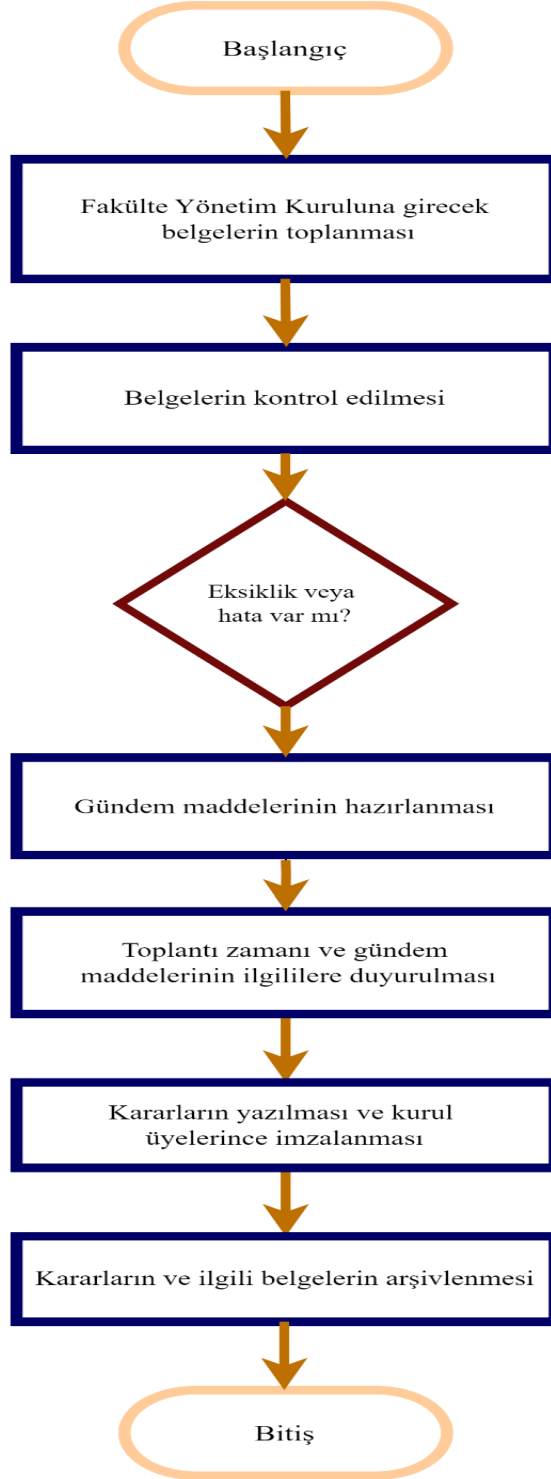 Başlangıç
Fakülte Yönetim Kuruluna girecek
belgelerin toplanması
Belgelerin kontrol edilmesi
Eksiklik veya
hata var mı?
Gündem maddelerinin hazırlanması
Toplantı zamanı ve gündem
maddelerinin ilgililere duyurulması
Kararların yazılması ve kurul
üyelerince imzalanması
Kararların ve ilgili belgelerin arşivlenmesi
Bitiş